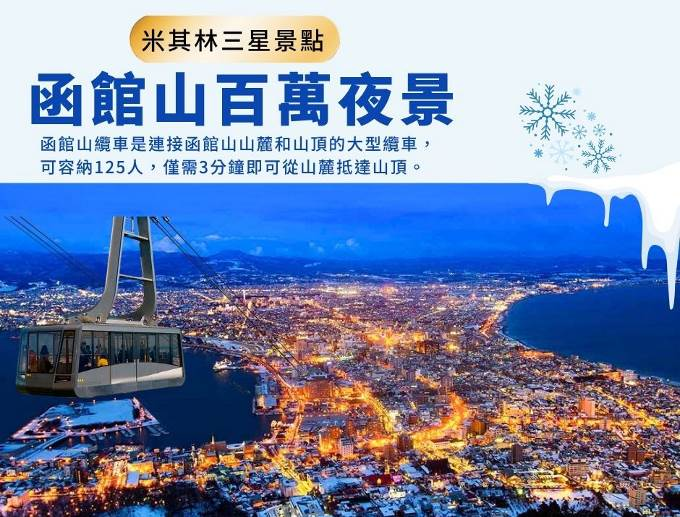 米其林三星景點
函館山百萬夜景
函館山纜車是連接函館山山麓和山頂的大型纜車，
可容納125人，僅需3分鐘即可從山麓抵達山頂。